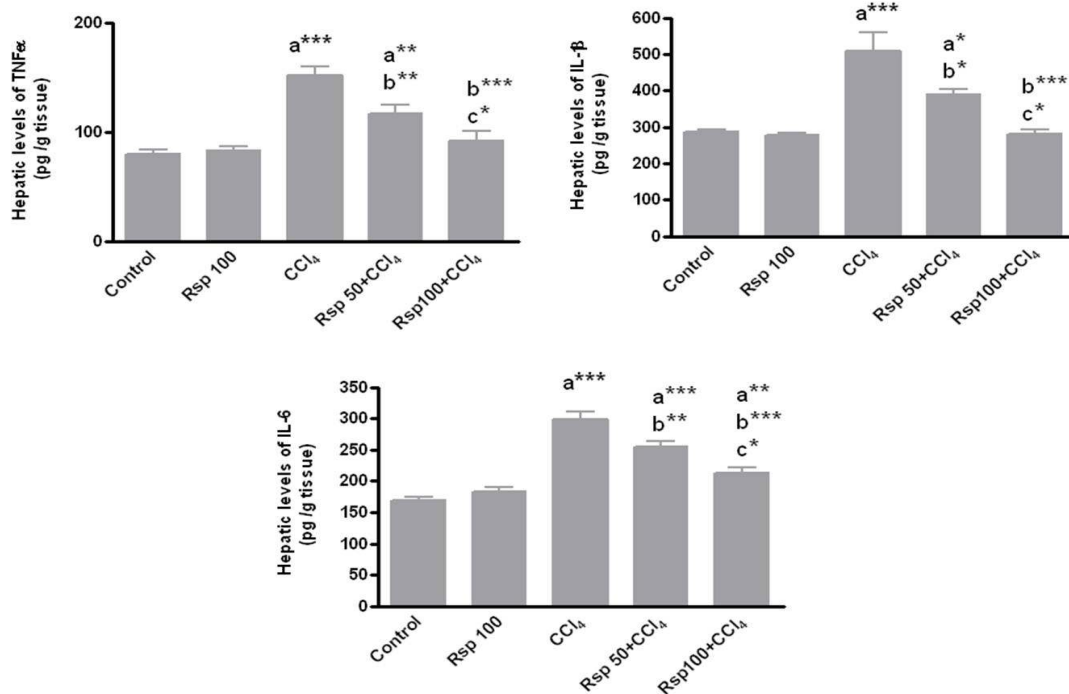 Hepatic levels of TNFα
(pg /g tissue)
200
100
0
a***
a**
b**
b***
c*
Control
Rsp 100
CCl₄
Rsp 50+CCl₄
Rsp100+CCl₄
Hepatic levels of IL-1β
(pg /g tissue)
600
500
400
300
200
100
0
a***
a*
b*
b***
c*
Control
Rsp 100
CCl₄
Rsp 50+CCl₄
Rsp100+CCl₄
Hepatic levels of IL-6
(pg /g tissue)
350
300
250
200
150
100
50
0
a***
a***
b**
a**
b***
c*
Control
Rsp 100
CCl₄
Rsp 50+CCl₄
Rsp100+CCl₄